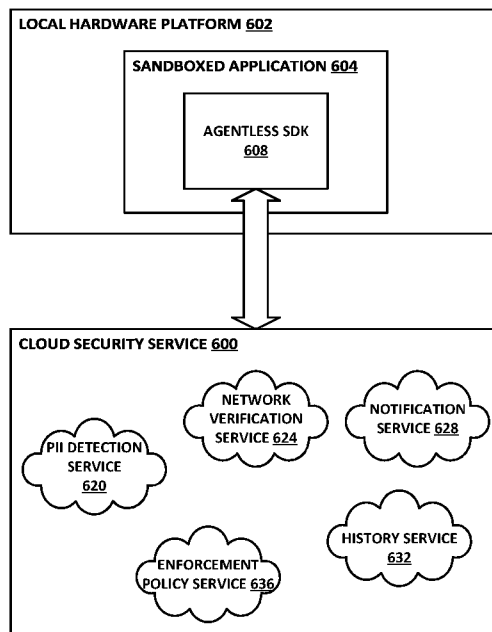 LOCAL HARDWARE PLATFORM 602
SANDBOXED APPLICATION 604
AGENTLESS SDK
608
CLOUD SECURITY SERVICE 600
NETWORK
VERIFICATION
SERVICE 624
NOTIFICATION
SERVICE 628
PII DETECTION
SERVICE
620
HISTORY SERVICE
632
ENFORCEMENT
POLICY SERVICE 636